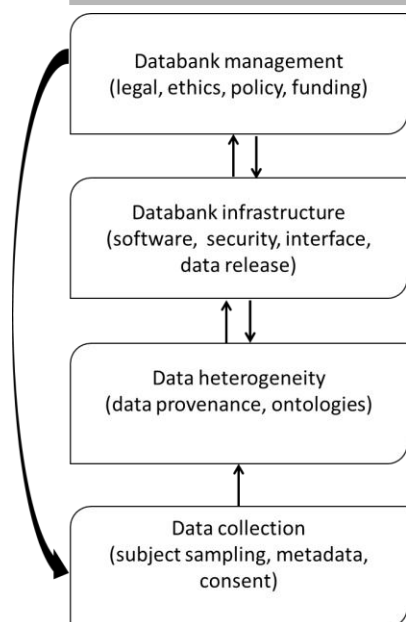 Databank management
(legal, ethics, policy, funding)
Databank infrastructure
(software, security, interface,
data release)
Data heterogeneity
(data provenance, ontologies)
Data collection
(subject sampling, metadata,
consent)